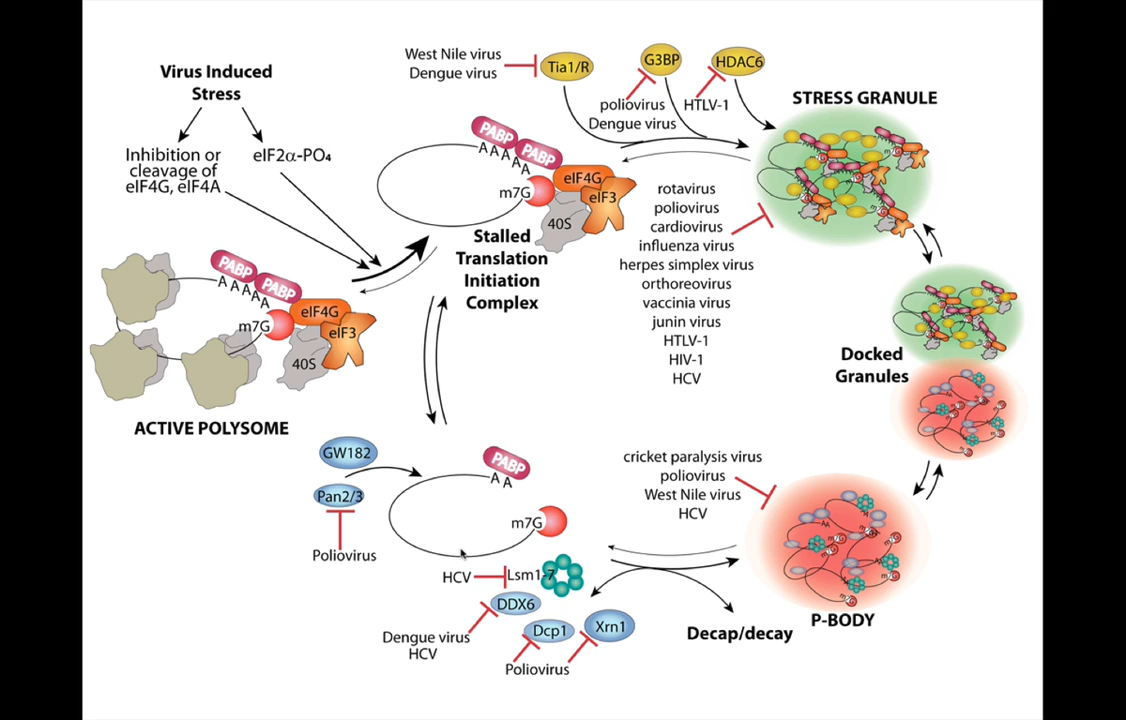 West Nile virus
Dengue virus
Tia1/R
G3BP
HDAC6
poliovirus
Dengue virus
HTLV-1
STRESS GRANULE
Virus Induced
Stress
Inhibition or
cleavage of
eIF4G, eIF4A
eIF2α-PO₄
PABP
PABP
A A A A A
m7G
eIF4G
eIF3
40S
Stalled
Translation
Initiation
Complex
rotavirus
poliovirus
cardiovirus
influenza virus
herpes simplex virus
orthoreovirus
vaccinia virus
junin virus
HTLV-1
HIV-1
HCV
PABP
PABP
A A A A A
m7G
eIF4G
eIF3
40S
ACTIVE POLYSOME
Docked
Granules
GW182
Pan2/3
Poliovirus
PABP
A A
m7G
cricket paralysis virus
poliovirus
West Nile virus
HCV
HCV
Lsm1-7
DDX6
Dengue virus
HCV
Dcp1
Xrn1
Poliovirus
Decap/decay
P-BODY